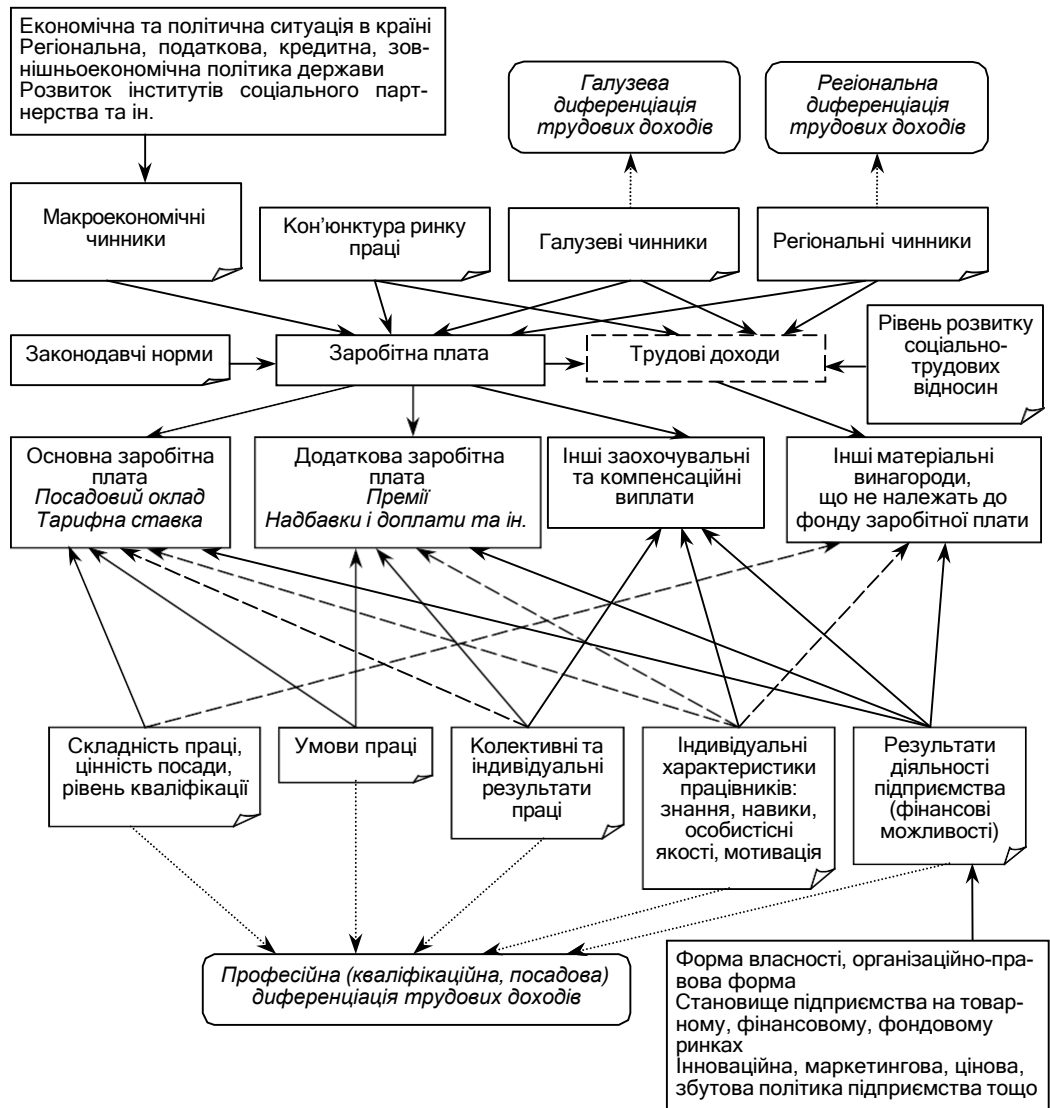 Економічна та політична ситуація в країні
Регіональна, податкова, кредитна, зов-
нішньоекономічна політика держави
Розвиток інститутів соціального парт-
нерства та ін.
Галузева
диференціація
трудових доходів
Регіональна
диференціація
трудових доходів
Макроекономічні
чинники
Кон'юнктура ринку
праці
Галузеві чинники
Регіональні чинники
Законодавчі норми
Заробітна плата
Трудові доходи
Рівень розвитку
соціально-
трудових
відносин
Основна заробітна
плата
Посадовий оклад
Тарифна ставка
Додаткова заробітна
плата
Премії
Надбавки і доплати та ін.
Інші заохочувальні
та компенсаційні
виплати
Інші матеріальні
винагороди,
що не належать до
фонду заробітної плати
Складність праці,
цінність посади,
рівень кваліфікації
Умови праці
Колективні та
індивідуальні
результати
праці
Індивідуальні
характеристики
працівників:
знання, навики,
особистісні
якості, мотивація
Результати
діяльності
підприємства
(фінансові
можливості)
Професійна (кваліфікаційна, посадова)
диференціація трудових доходів
Форма власності, організаційно-пра-
вова форма
Становище підприємства на товар-
ному, фінансовому, фондовому
ринках
Інноваційна, маркетингова, цінова,
збутова політика підприємства тощо